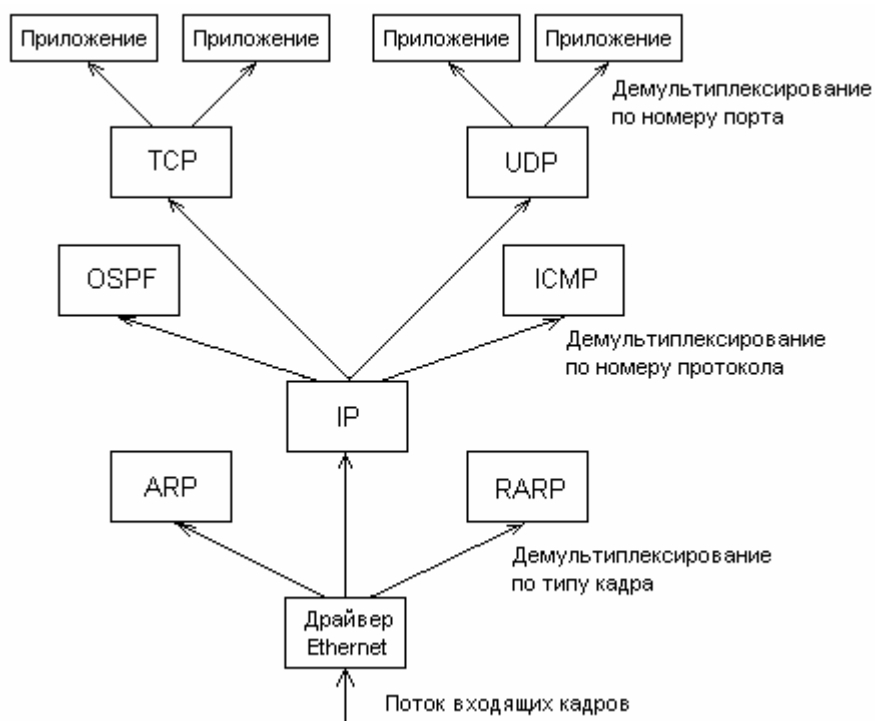 Приложение
Приложение
Приложение
Приложение
Демультиплексирование
по номеру порта
TCP
UDP
OSPF
ICMP
Демультиплексирование
по номеру протокола
IP
ARP
RARP
Демультиплексирование
по типу кадра
Драйвер
Ethernet
Поток входящих кадров